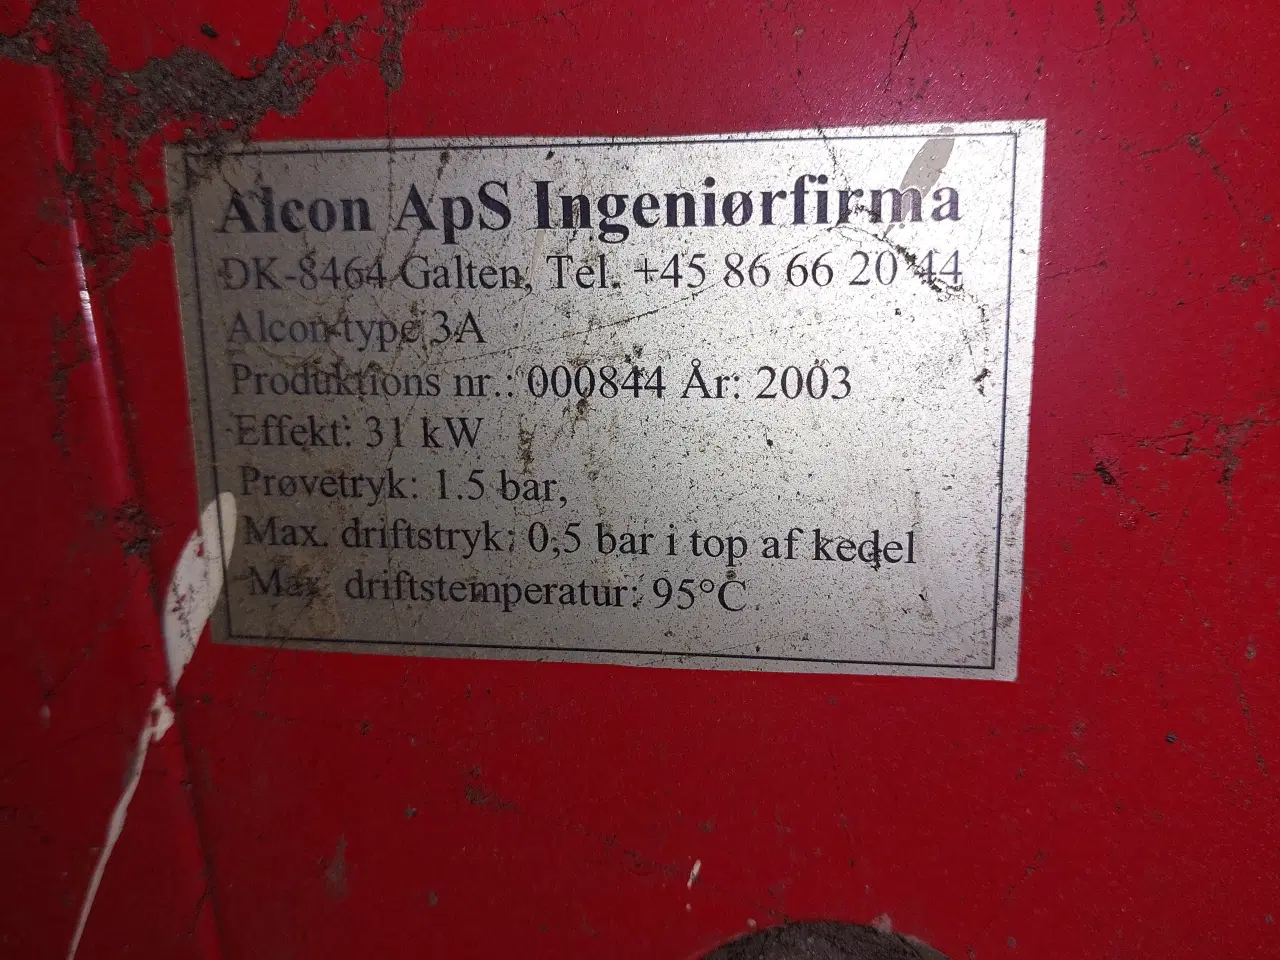 Alcon ApS Ingeniørfirma
DK-8464 Galten, Tel. +45 86 66 20 44
Alcon type 3A
Produktions nr.: 000844 År: 2003
Effekt: 31 kW
Prøvetryk: 1.5 bar,
Max. driftstryk: 0,5 bar i top af kedel
Max. driftstemperatur: 95°C